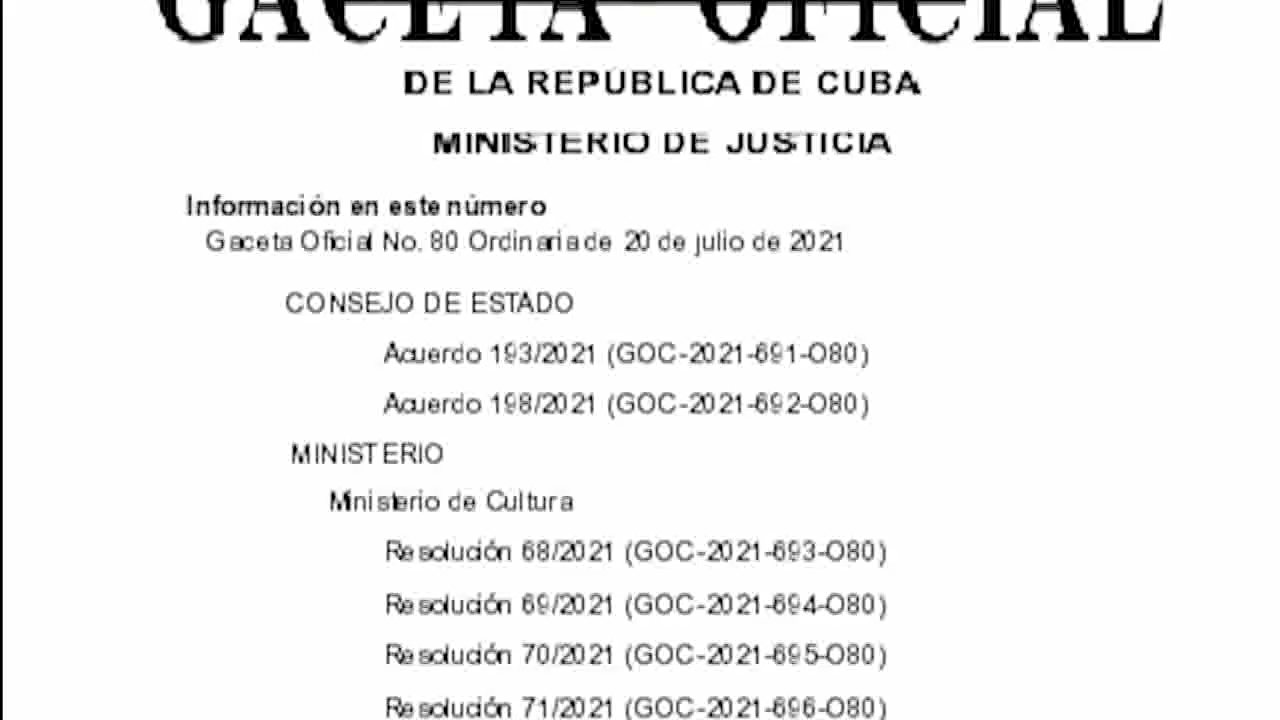 GACETA OFICIAL
DE LA REPÚBLICA DE CUBA
MINISTERIO DE JUSTICIA
Información en este número
Gaceta Oficial No. 80 Ordinaria de 20 de julio de 2021
CONSEJO DE ESTADO
Acuerdo 193/2021 (GOC-2021-691-O80)
Acuerdo 198/2021 (GOC-2021-692-O80)
MINISTERIO
Ministerio de Cultura
Resolución 68/2021 (GOC-2021-693-O80)
Resolución 69/2021 (GOC-2021-694-O80)
Resolución 70/2021 (GOC-2021-695-O80)
Resolución 71/2021 (GOC-2021-696-O80)